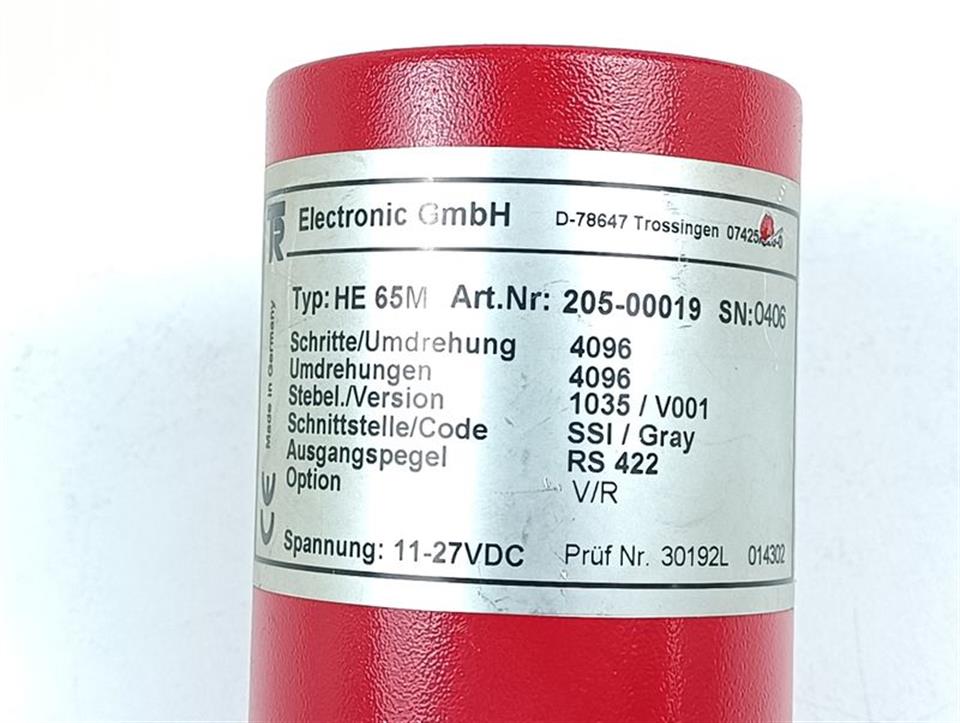 TR Electronic GmbH D-78647 Trossingen
Typ: HE 65M Art.Nr: 205-00019 SN:0406
Schritte/Umdrehung 4096
Umdrehungen 4096
Stebel./Version 1035 / V001
Schnittstelle/Code SSI / Gray
Ausgangspegel RS 422
Option V/R
Spannung: 11-27VDC Prüf Nr. 30192L 014302
CE Made in Germany